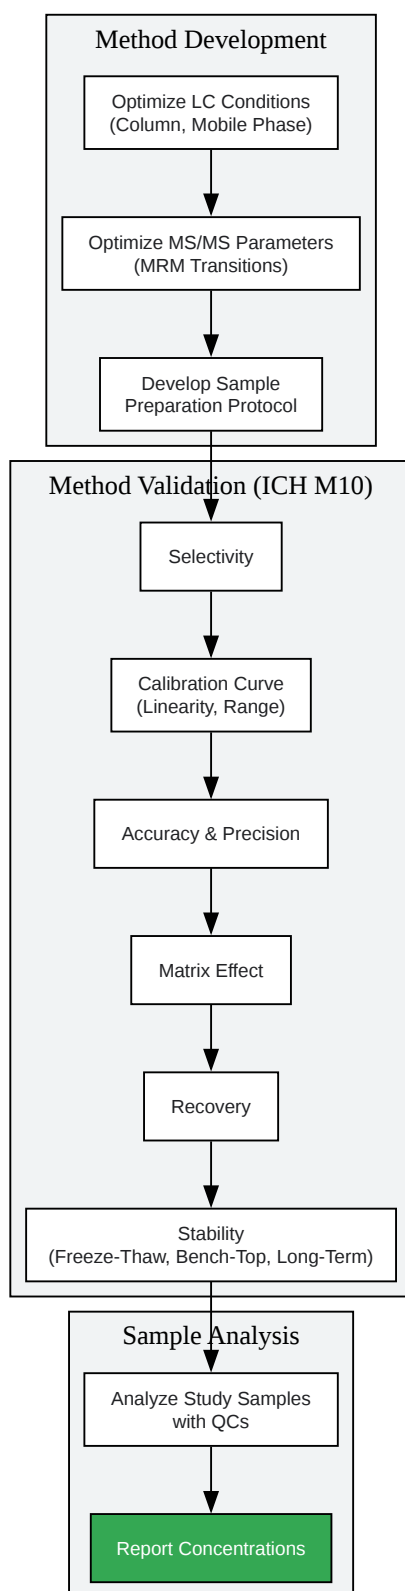 Method Development
Optimize LC Conditions
(Column, Mobile Phase)
Optimize MS/MS Parameters
(MRM Transitions)
Develop Sample
Preparation Protocol
Method Validation (ICH M10)
Selectivity
Calibration Curve
(Linearity, Range)
Accuracy & Precision
Matrix Effect
Recovery
Stability
(Freeze-Thaw, Bench-Top, Long-Term)
Sample Analysis
Analyze Study Samples
with QCs
Report Concentrations